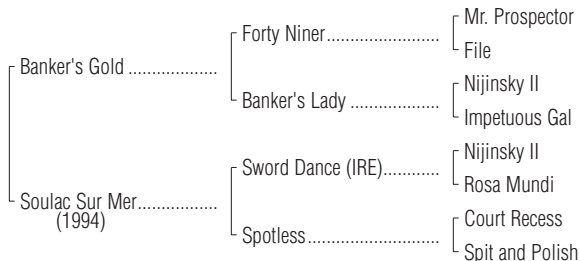 Mr. Prospector
Forty Niner.........................
File
Banker's Gold ..................
Nijinsky II
Banker's Lady ...................
Impetuous Gal
Nijinsky II
Sword Dance (IRE)............
Rosa Mundi
Soulac Sur Mer................
(1994)
Court Recess
Spotless.............................
Spit and Polish